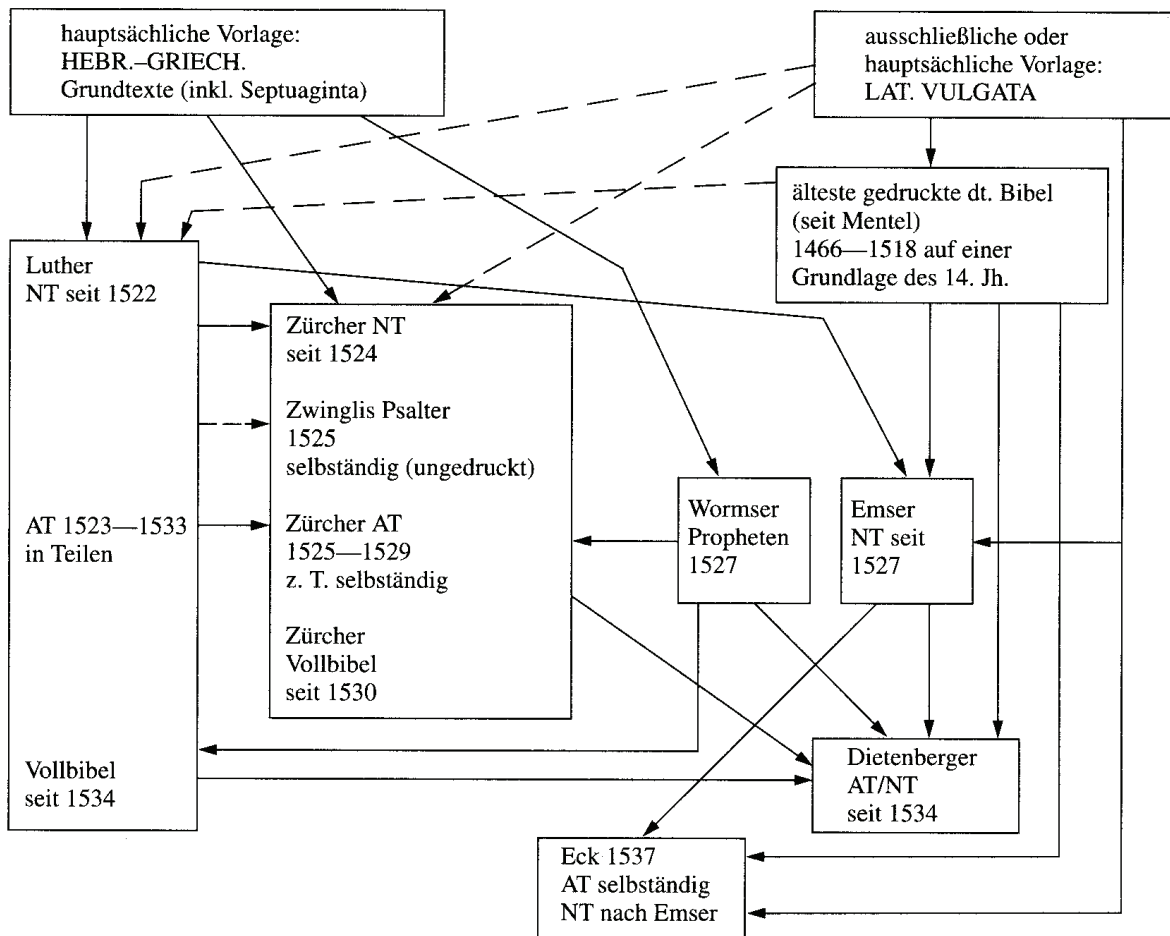 hauptsächliche Vorlage:
HEBR.–GRIECH.
Grundtexte (inkl. Septuaginta)
ausschließliche oder
hauptsächliche Vorlage:
LAT. VULGATA
älteste gedruckte dt. Bibel
(seit Mentel)
1466—1518 auf einer
Grundlage des 14. Jh.
Luther
NT seit 1522
AT 1523—1533
in Teilen
Vollbibel
seit 1534
Zürcher NT
seit 1524
Zwinglis Psalter
1525
selbständig (ungedruckt)
Zürcher AT
1525—1529
z. T. selbständig
Zürcher
Vollbibel
seit 1530
Wormser
Propheten
1527
Emser
NT seit
1527
Dietenberger
AT/NT
seit 1534
Eck 1537
AT selbständig
NT nach Emser